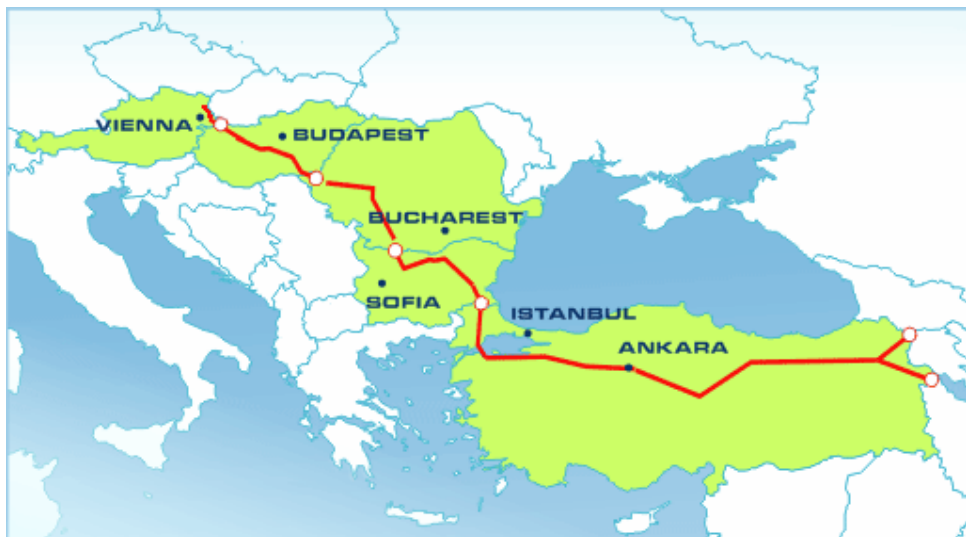 VIENNA
BUDAPEST
BUCHAREST
SOFIA
ISTANBUL
ANKARA